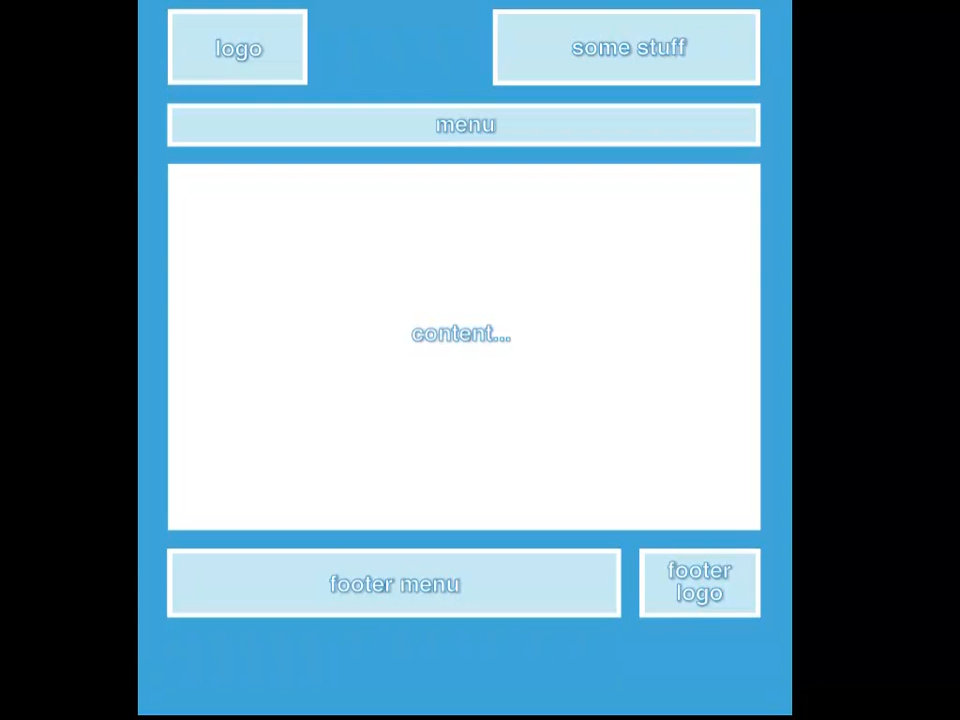 logo
some stuff
menu
content...
footer menu
footer
logo